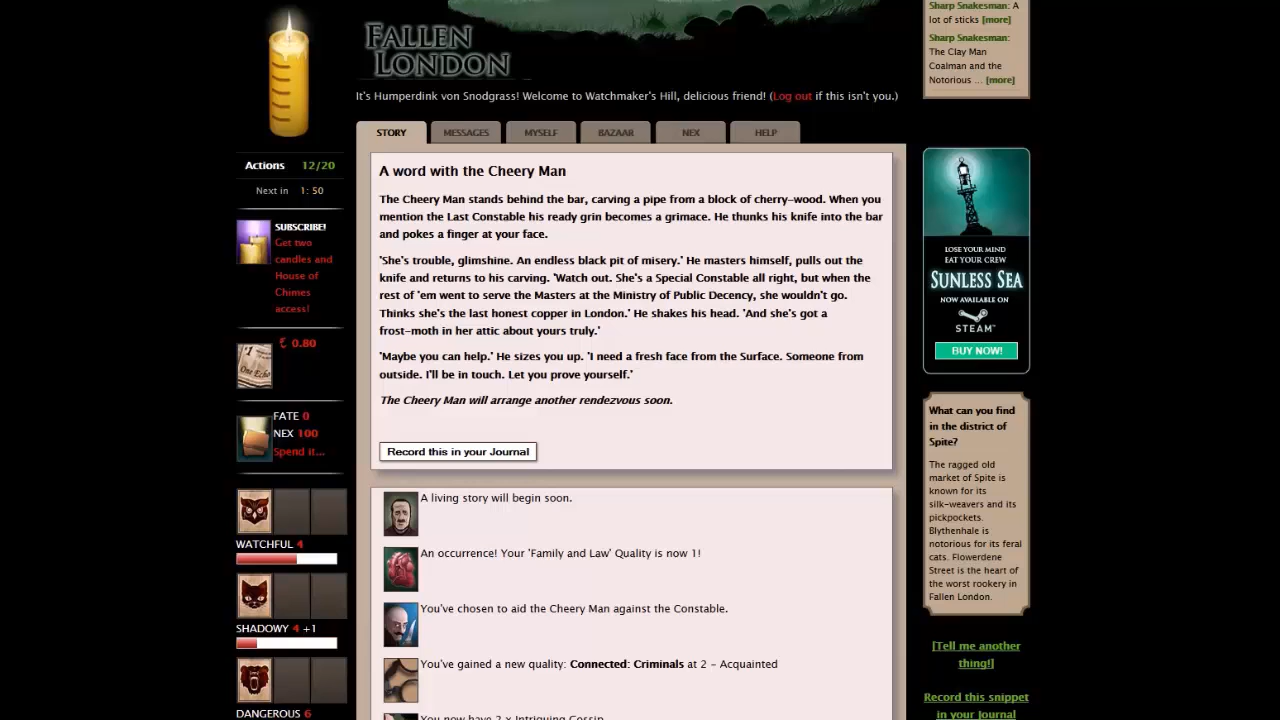 Sharp Snakesman: A
lot of sticks [more]
Sharp Snakesman:
The Clay Man
Coalman and the
Notorious ... [more]
FALLEN
LONDON
It's Humperdink von Snodgrass! Welcome to Watchmaker's Hill, delicious friend! (Log out if this isn't you.)
STORY MESSAGES MYSELF BAZAAR NEX HELP
Actions 12/20
Next in 1: 50
SUBSCRIBE!
Get two
candles and
House of
Chimes
access!
0.80
FATE 0
NEX 100
Spend it...
WATCHFUL 4
SHADOWY 4 +1
DANGEROUS 6
A word with the Cheery Man
The Cheery Man stands behind the bar, carving a pipe from a block of cherry-wood. When you
mention the Last Constable his ready grin becomes a grimace. He thunks his knife into the bar
and pokes a finger at your face.
'She's trouble, glimshine. An endless black pit of misery.' He masters himself, pulls out the
knife and returns to his carving. 'Watch out. She's a Special Constable all right, but when the
rest of 'em went to serve the Masters at the Ministry of Public Decency, she wouldn't go.
Thinks she's the last honest copper in London.' He shakes his head. 'And she's got a
frost-moth in her attic about yours truly.'
'Maybe you can help.' He sizes you up. 'I need a fresh face from the Surface. Someone from
outside. I'll be in touch. Let you prove yourself.'
The Cheery Man will arrange another rendezvous soon.
Record this in your Journal
A living story will begin soon.
An occurrence! Your 'Family and Law' Quality is now 1!
You've chosen to aid the Cheery Man against the Constable.
You've gained a new quality: Connected: Criminals at 2 - Acquainted
You now have 2 x Intriguing Gossip
LOSE YOUR MIND
EAT YOUR CREW
SUNLESS SEA
NOW AVAILABLE ON
STEAM™
BUY NOW!
What can you find
in the district of
Spite?
The ragged old
market of Spite is
known for its
silk-weavers and its
pickpockets.
Blythenhale is
notorious for its feral
cats. Flowerdene
Street is the heart of
the worst rookery in
Fallen London.
[Tell me another
thing!]
Record this snippet
in your Journal